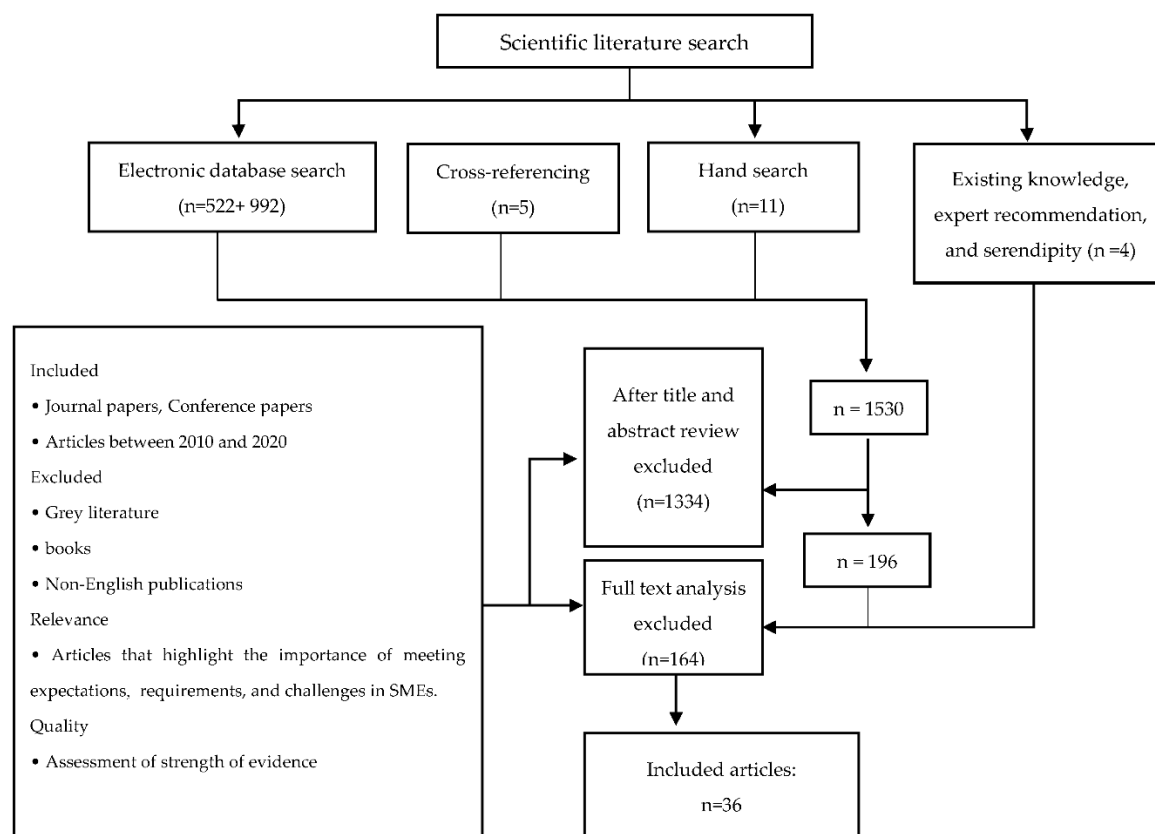 Scientific literature search
Electronic database search
(n=522+ 992)
Cross-referencing
(n=5)
Hand search
(n=11)
Existing knowledge,
expert recommendation,
and serendipity (n =4)
Included
• Journal papers, Conference papers
• Articles between 2010 and 2020
Excluded
• Grey literature
• books
• Non-English publications
Relevance
• Articles that highlight the importance of meeting
expectations, requirements, and challenges in SMEs.
Quality
• Assessment of strength of evidence
After title and
abstract review
excluded
(n=1334)
n = 1530
n = 196
Full text analysis
excluded
(n=164)
Included articles:
n=36